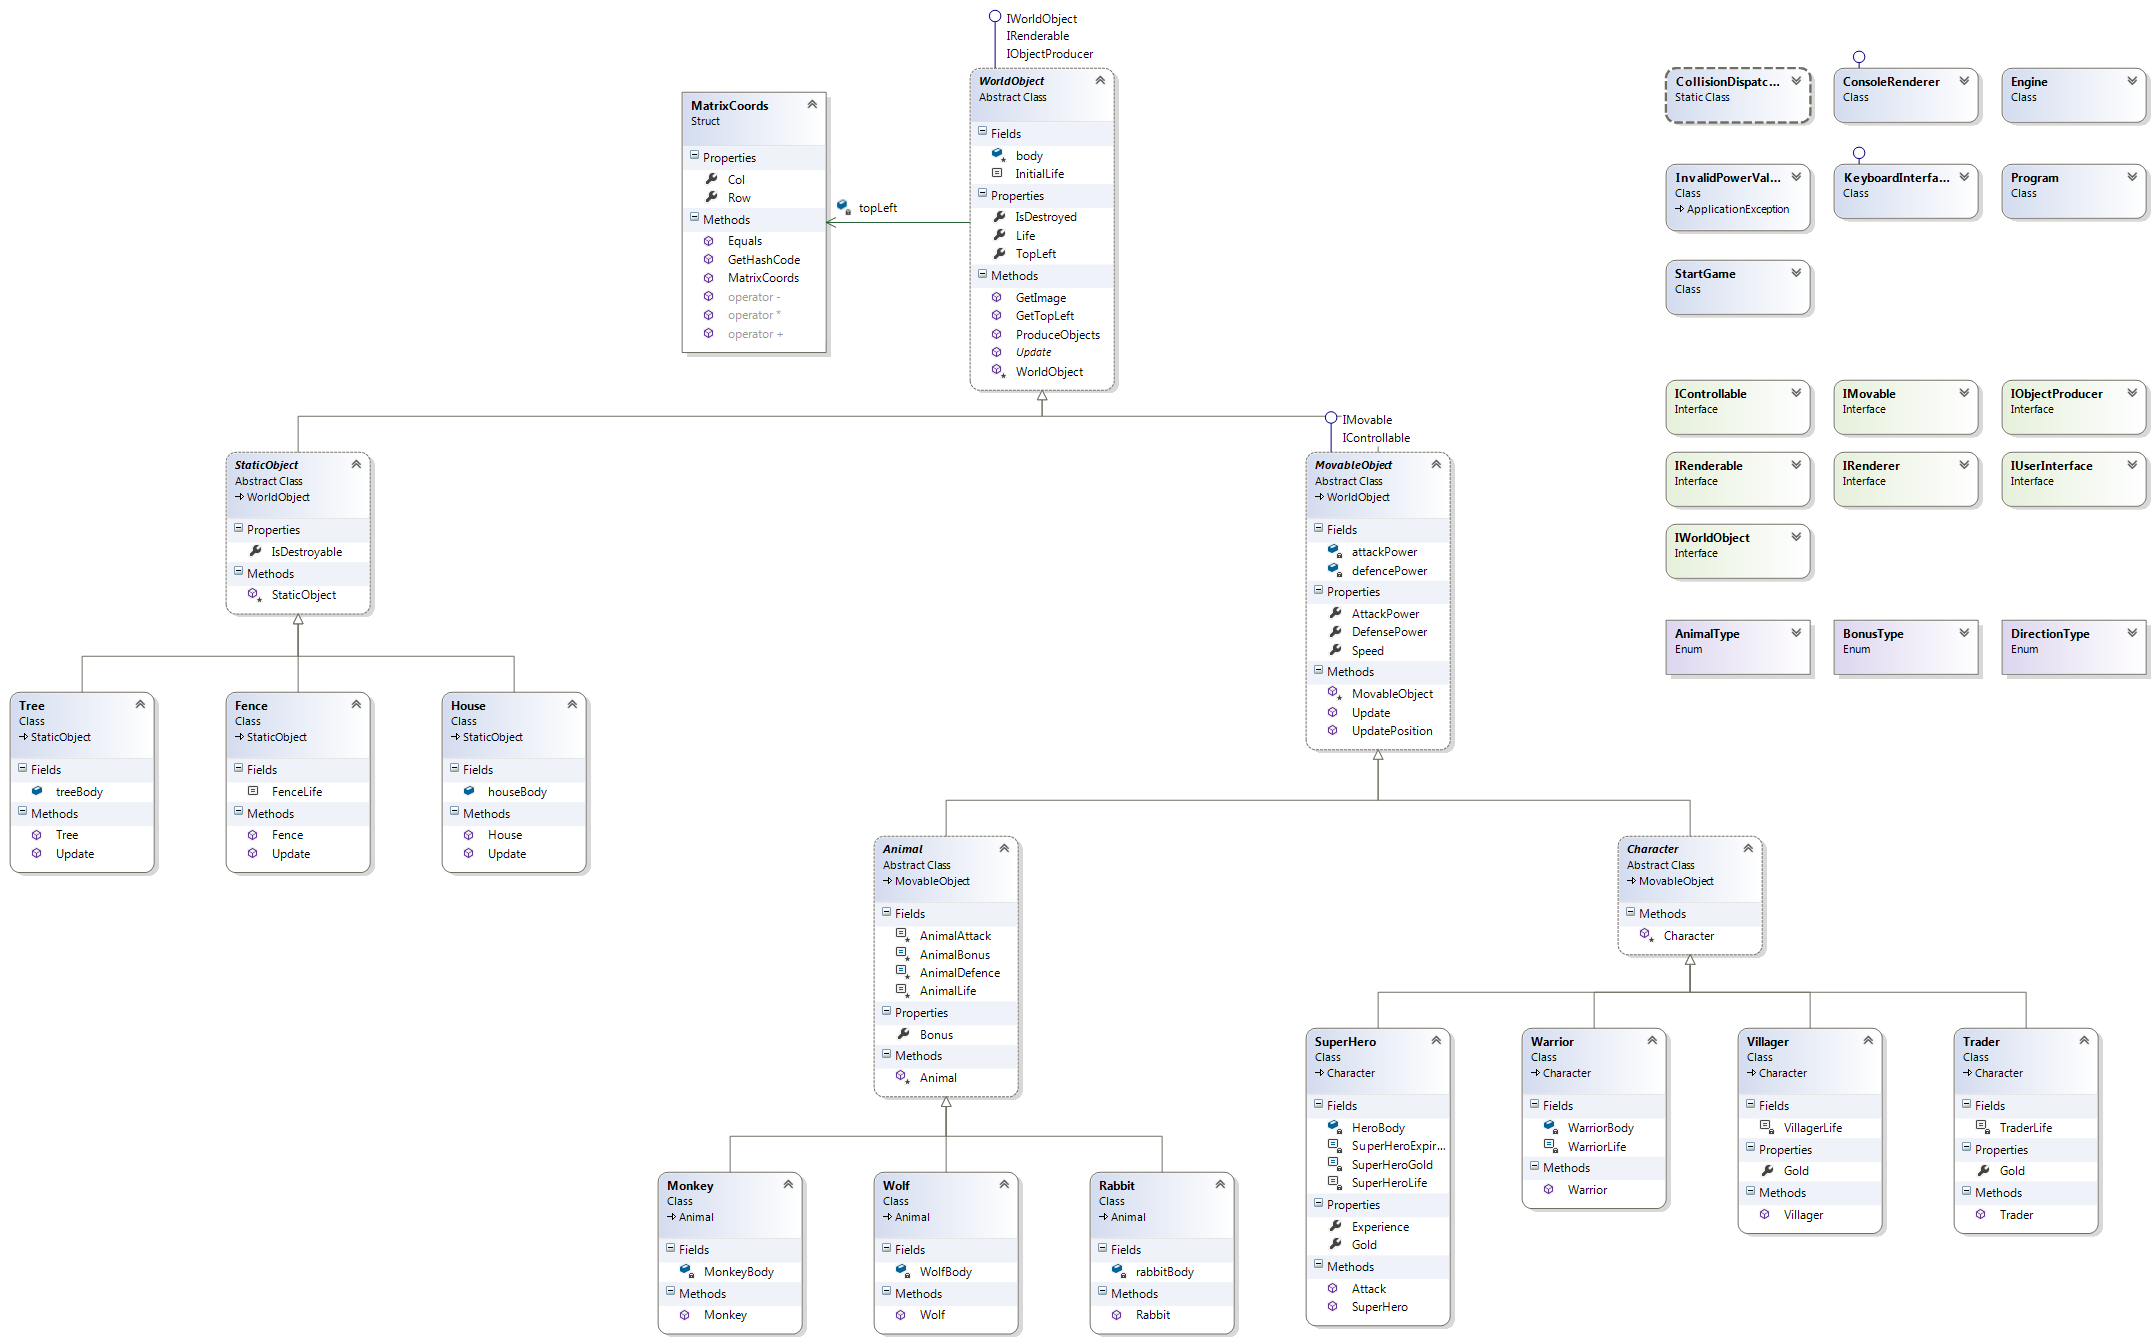 IWorldObject
IRenderable
IObjectProducer
WorldObject
Abstract Class
Fields
body
InitialLife
Properties
IsDestroyed
Life
TopLeft
Methods
GetImage
GetTopLeft
ProduceObjects
Update
WorldObject
MatrixCoords
Struct
Properties
Col
Row
Methods
Equals
GetHashCode
MatrixCoords
operator -
operator *
operator +
topLeft
CollisionDispatc...
Static Class
ConsoleRenderer
Class
Engine
Class
InvalidPowerVal...
Class
ApplicationException
KeyboardInterfa...
Class
Program
Class
StartGame
Class
IControllable
Interface
IMovable
Interface
IObjectProducer
Interface
IRenderable
Interface
IRenderer
Interface
IUserInterface
Interface
IWorldObject
Interface
AnimalType
Enum
BonusType
Enum
DirectionType
Enum
StaticObject
Abstract Class
WorldObject
Properties
IsDestroyable
Methods
StaticObject
IMovable
IControllable
MovableObject
Abstract Class
WorldObject
Fields
attackPower
defencePower
Properties
AttackPower
DefensePower
Speed
Methods
MovableObject
Update
UpdatePosition
Tree
Class
StaticObject
Fields
treeBody
Methods
Tree
Update
Fence
Class
StaticObject
Fields
FenceLife
Methods
Fence
Update
House
Class
StaticObject
Fields
houseBody
Methods
House
Update
Animal
Abstract Class
MovableObject
Fields
AnimalAttack
AnimalBonus
AnimalDefence
AnimalLife
Properties
Bonus
Methods
Animal
Character
Abstract Class
MovableObject
Methods
Character
Monkey
Class
Animal
Fields
MonkeyBody
Methods
Monkey
Wolf
Class
Animal
Fields
WolfBody
Methods
Wolf
Rabbit
Class
Animal
Fields
rabbitBody
Methods
Rabbit
SuperHero
Class
Character
Fields
HeroBody
SuperHeroExpir...
SuperHeroGold
SuperHeroLife
Properties
Experience
Gold
Methods
Attack
SuperHero
Warrior
Class
Character
Fields
WarriorBody
WarriorLife
Methods
Warrior
Villager
Class
Character
Fields
VillagerLife
Properties
Gold
Methods
Villager
Trader
Class
Character
Fields
TraderLife
Properties
Gold
Methods
Trader